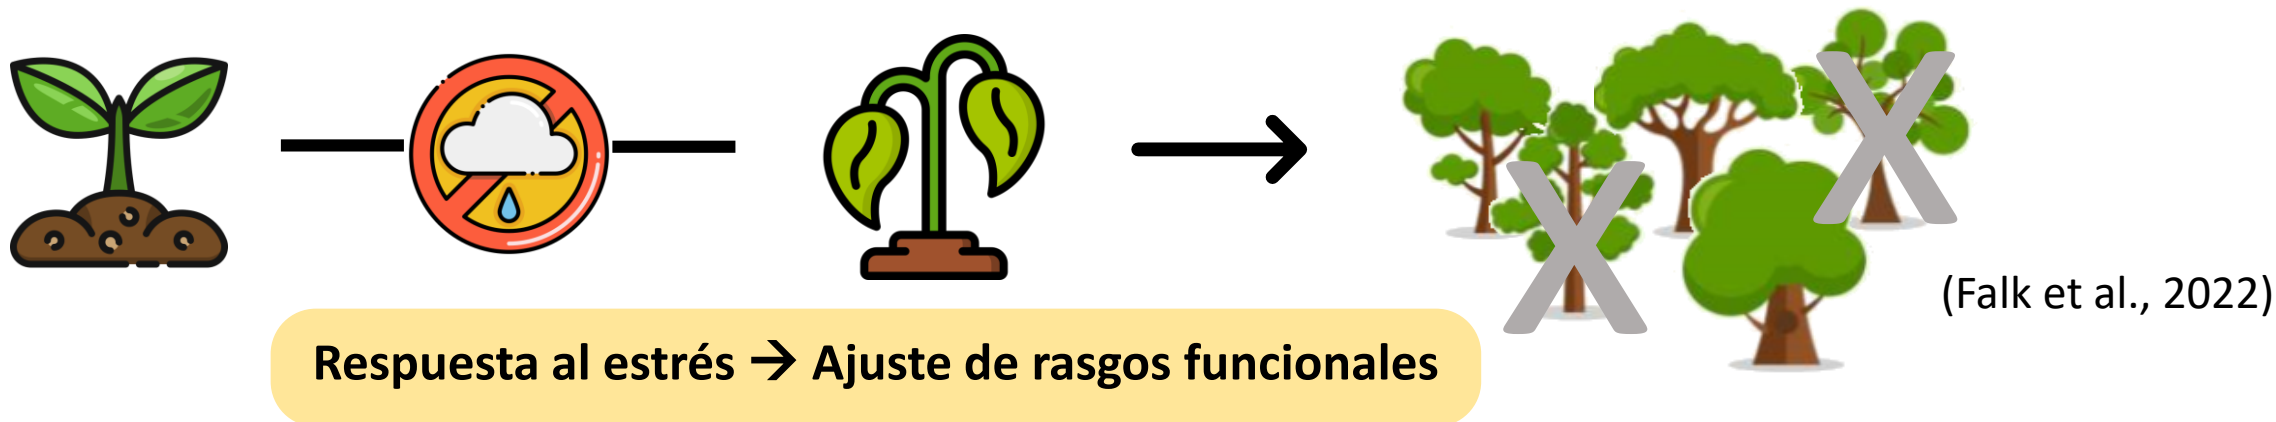 (Falk et al., 2022)
Respuesta al estrés → Ajuste de rasgos funcionales